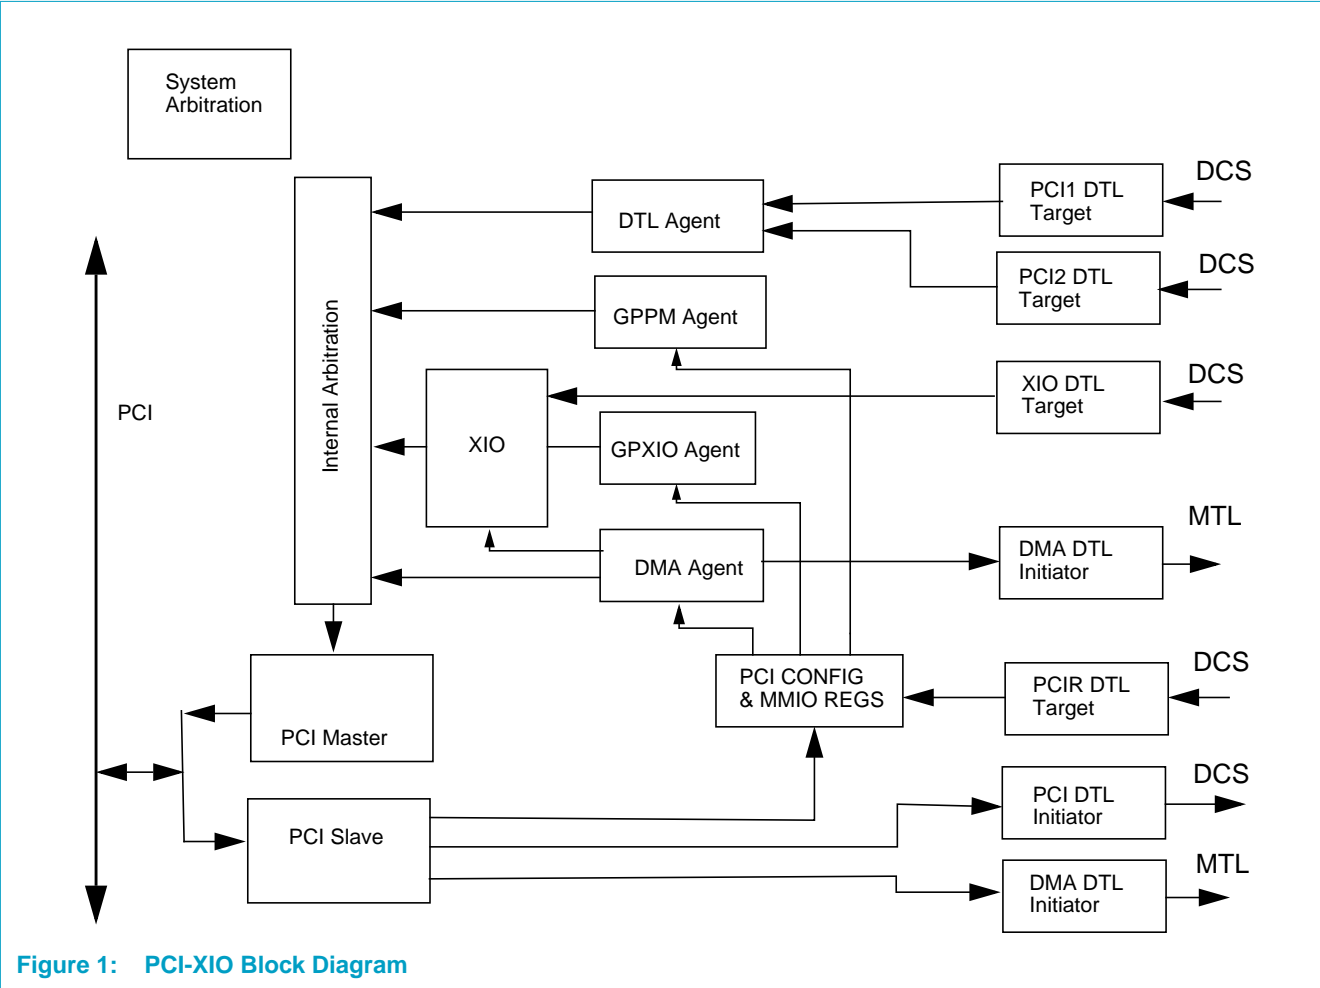 System
Arbitration
DCS
PCI1 DTL
Target
DTL Agent
DCS
PCI2 DTL
Target
GPPM Agent
Internal Arbitration
DCS
XIO DTL
Target
PCI
XIO
GPXIO Agent
MTL
DMA DTL
Initiator
DMA Agent
DCS
PCI CONFIG
& MMIO REGS
PCIR DTL
Target
PCI Master
DCS
PCI DTL
Initiator
PCI Slave
MTL
DMA DTL
Initiator
Figure 1: PCI-XIO Block Diagram